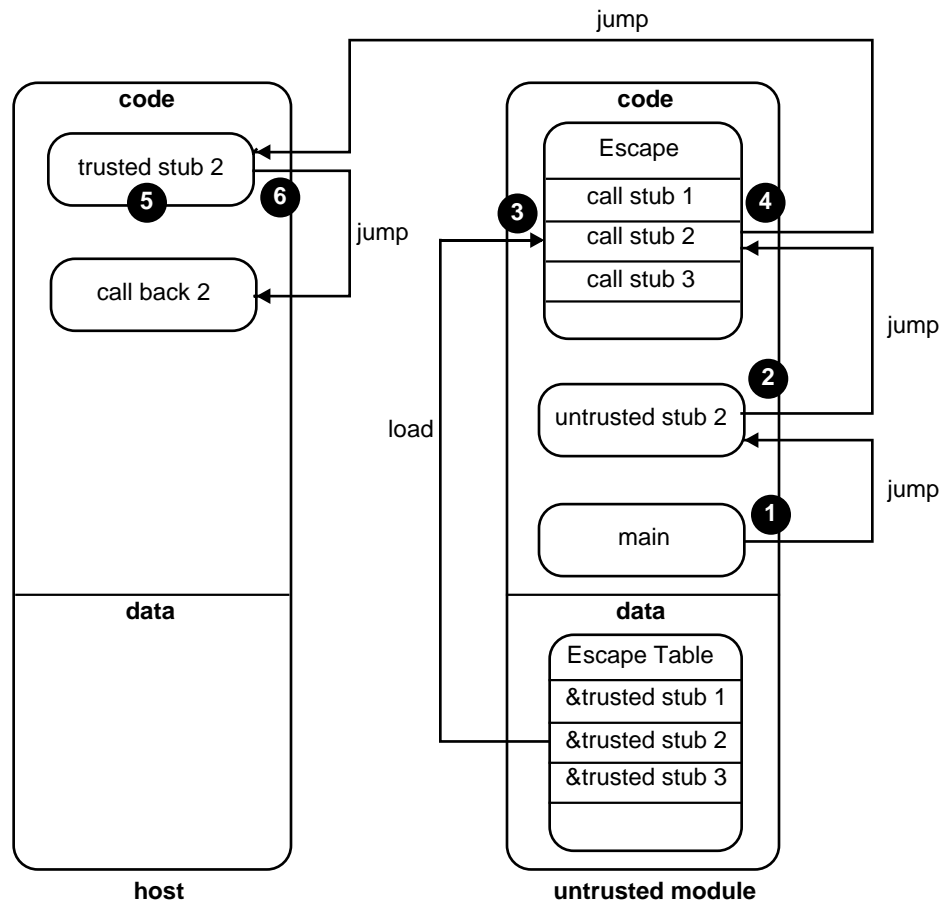 jump
code
trusted stub 2
5
6
jump
call back 2
data
host
code
Escape
call stub 1
call stub 2
call stub 3
3
4
jump
2
untrusted stub 2
load
jump
1
main
data
Escape Table
&trusted stub 1
&trusted stub 2
&trusted stub 3
untrusted module